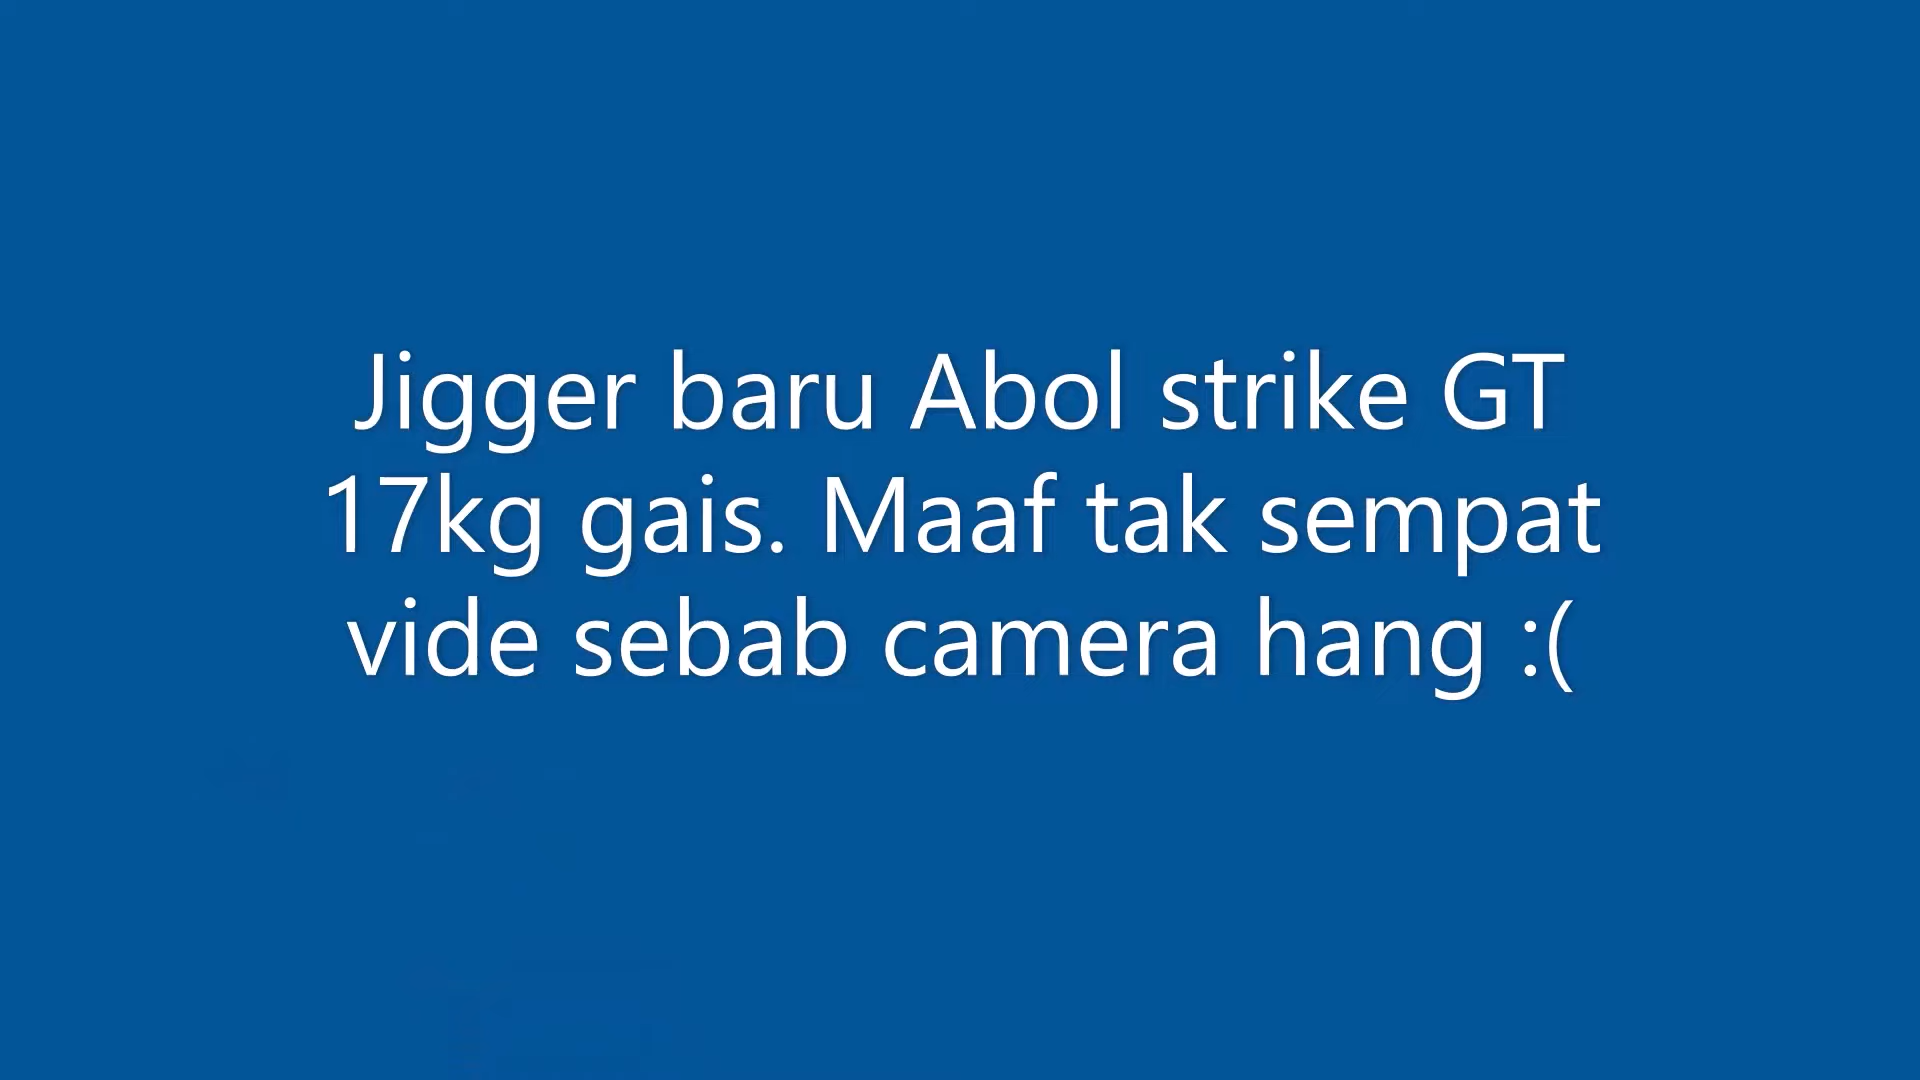 Jigger baru Abol strike GT
17kg gais. Maaf tak sempat
vide sebab camera hang :(